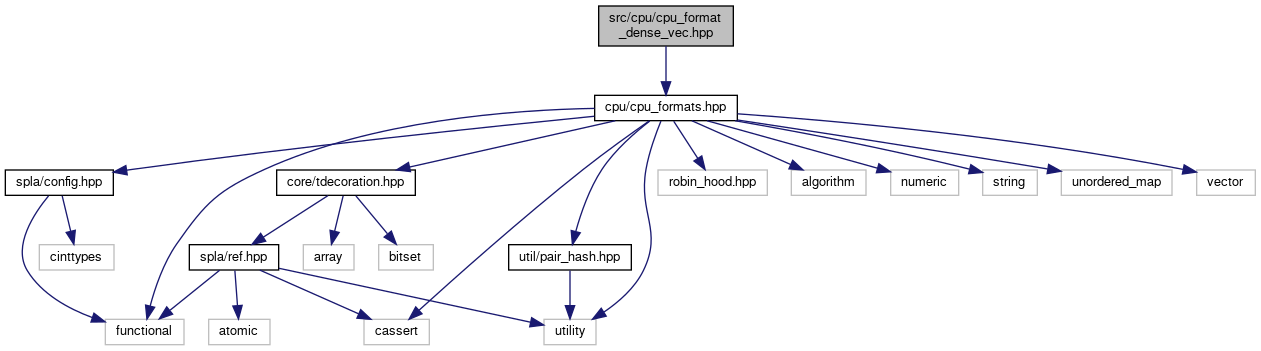 src/cpu/cpu_format
_dense_vec.hpp
cpu/cpu_formats.hpp
spla/config.hpp
core/tdecoration.hpp
robin_hood.hpp
algorithm
numeric
string
unordered_map
vector
cinttypes
spla/ref.hpp
array
bitset
util/pair_hash.hpp
functional
atomic
cassert
utility